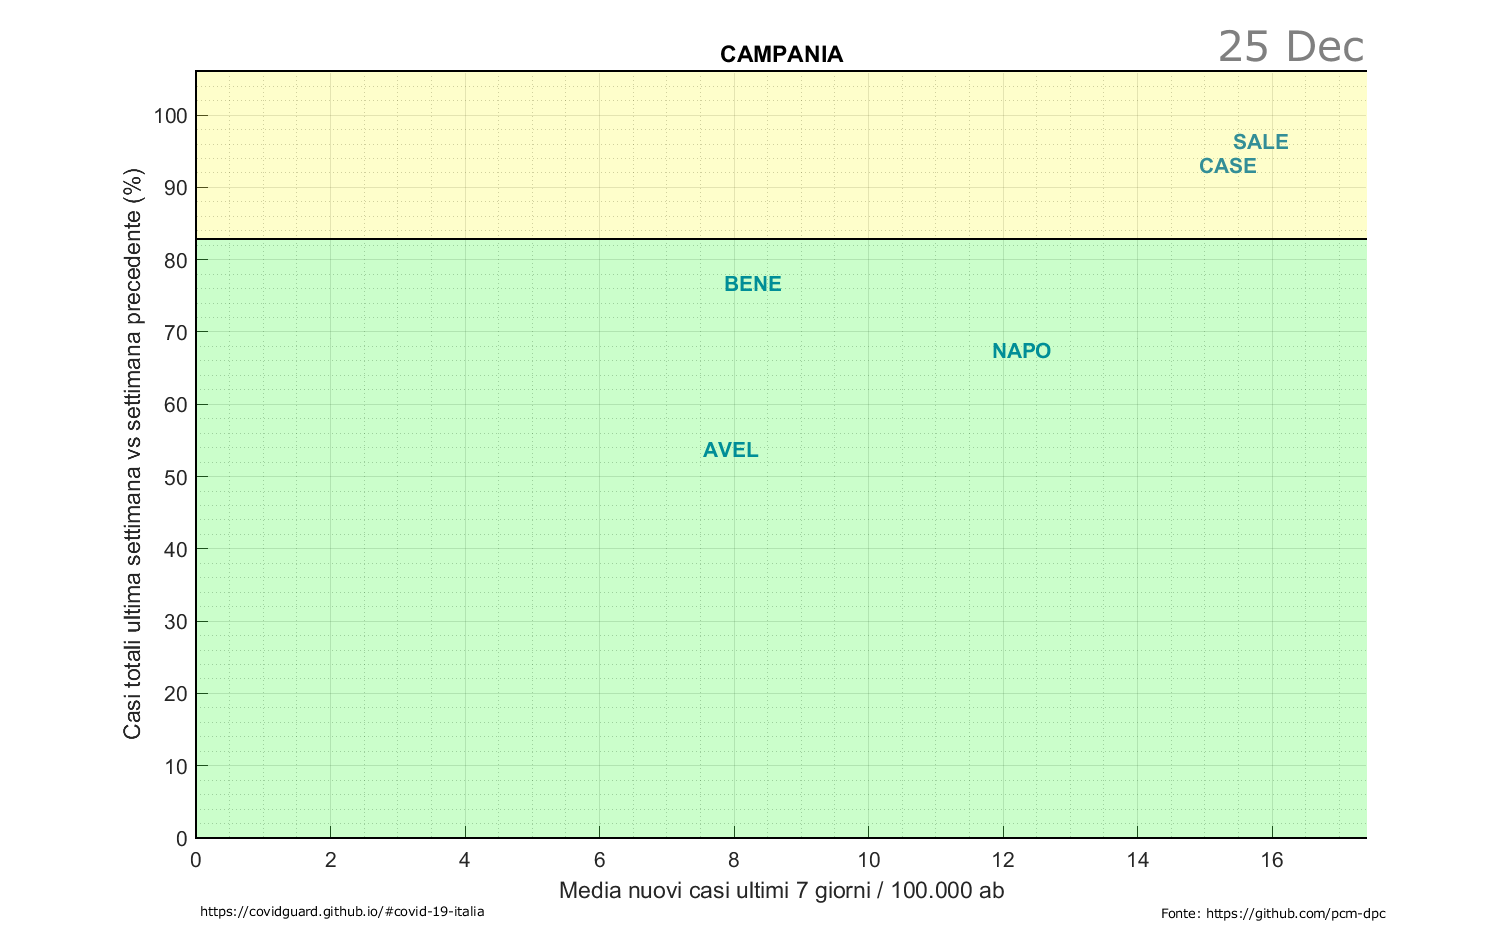 25 Dec
CAMPANIA
Casi totali ultima settimana vs settimana precedente (%)
100
90
80
70
60
50
40
30
20
10
0
SALE
CASE
BENE
NAPO
AVEL
0 2 4 6 8 10 12 14 16
Media nuovi casi ultimi 7 giorni / 100.000 ab
https://covidguard.github.io/#covid-19-italia
Fonte: https://github.com/pcm-dpc